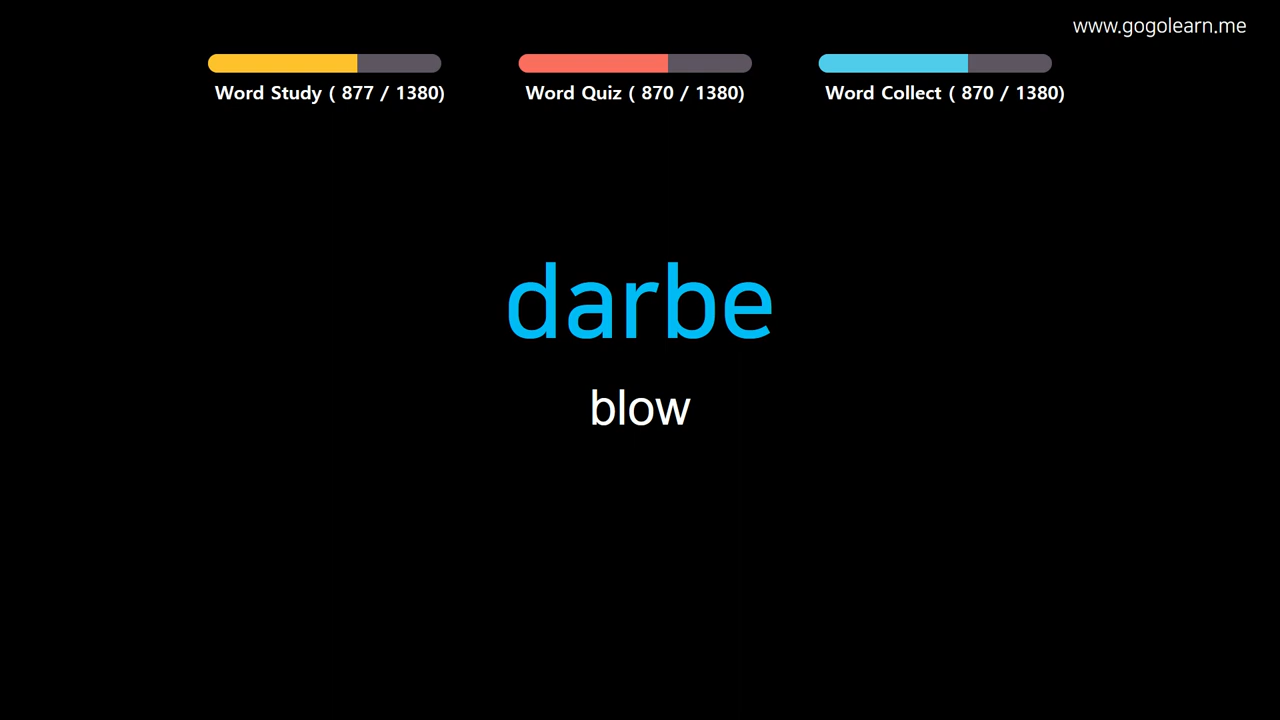 www.gogolearn.me
Word Study ( 877 / 1380)
Word Quiz ( 870 / 1380)
Word Collect ( 870 / 1380)
darbe
blow